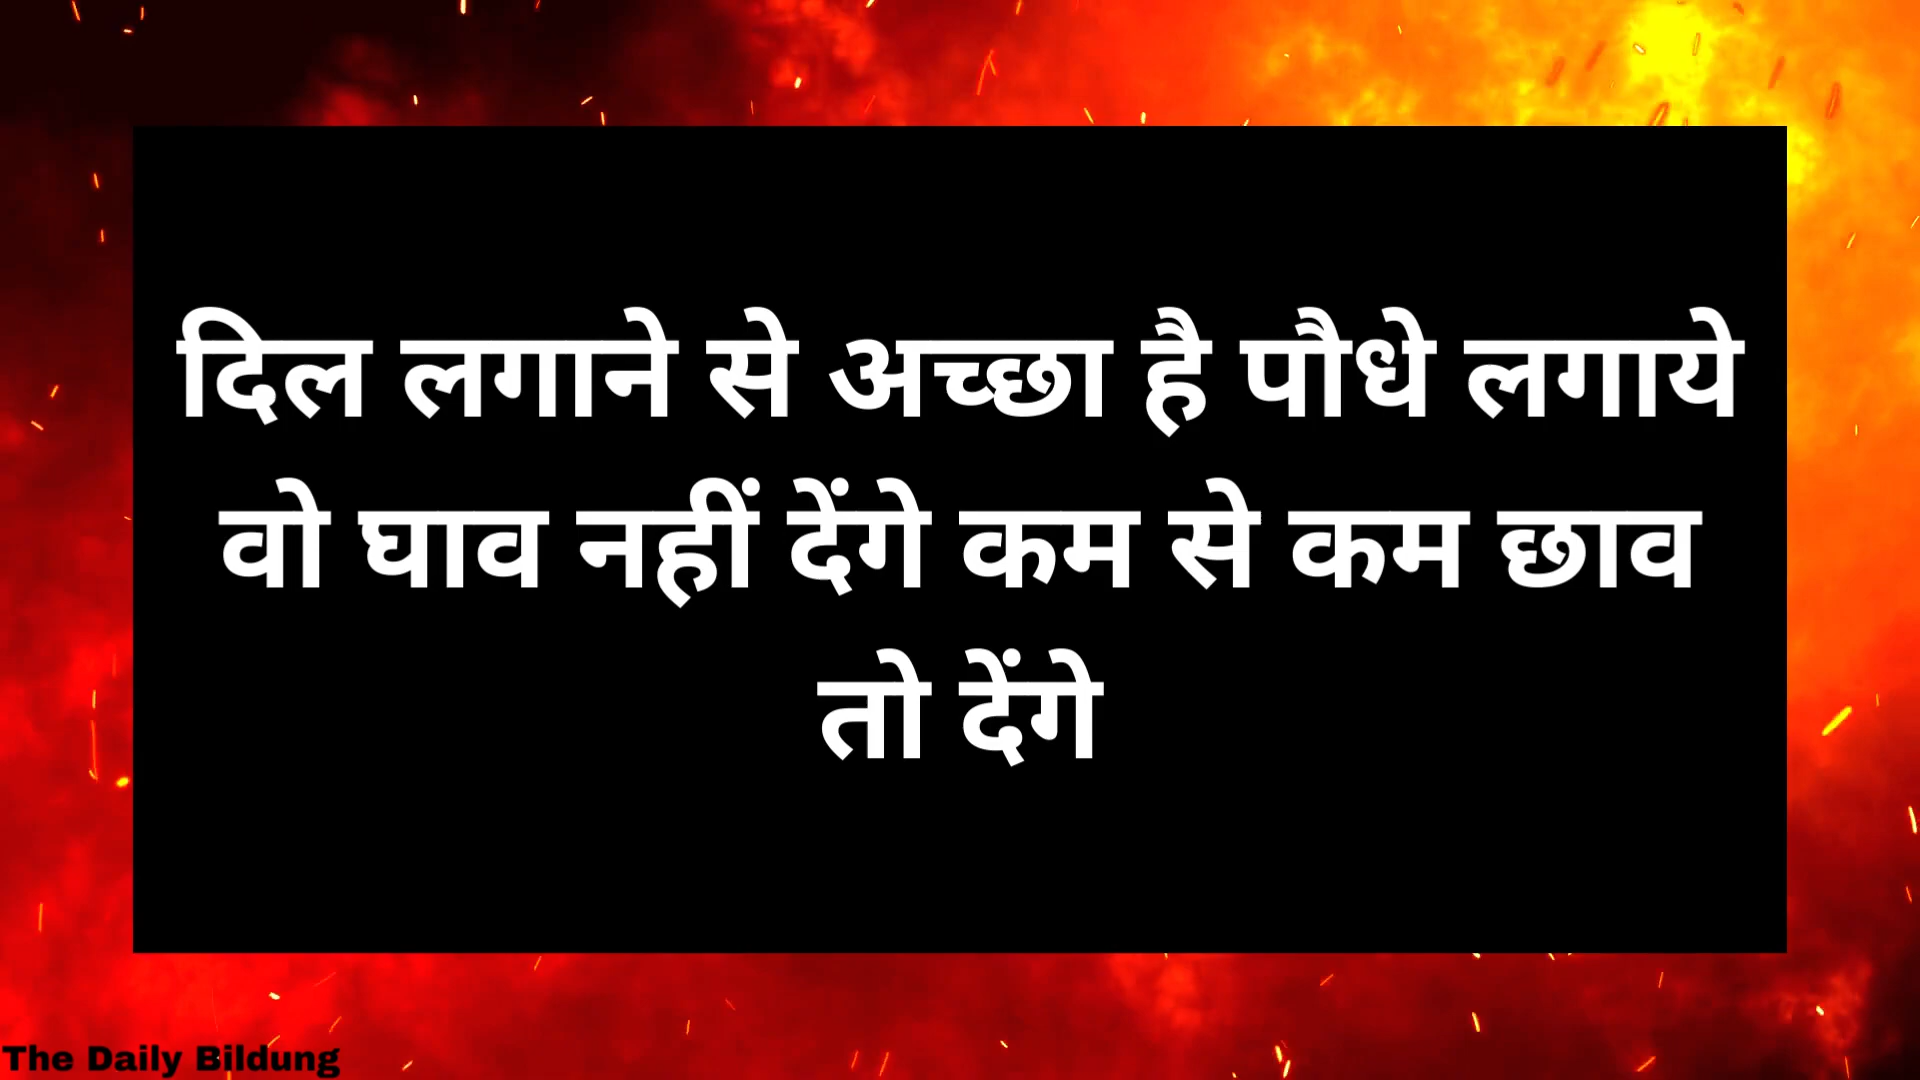 दिल लगाने से अच्छा है पौधे लगाये
वो घाव नहीं देंगे कम से कम छाव
तो देंगे
The Daily Bildung